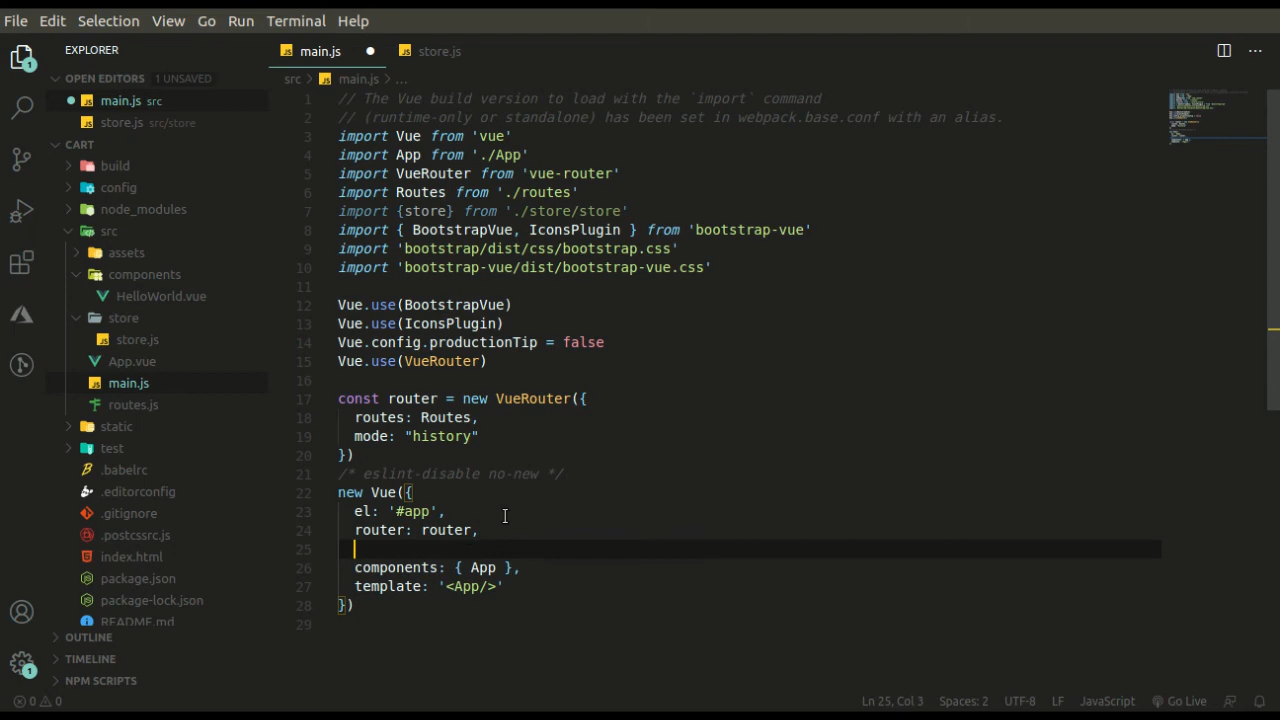 File Edit Selection View Go Run Terminal Help
EXPLORER
main.js
store.js
OPEN EDITORS 1 UNSAVED
main.js src
store.js src/store
CART
build
config
node_modules
src
assets
components
HelloWorld.vue
store
store.js
App.vue
main.js
routes.js
static
test
.babelrc
.editorconfig
.gitignore
.postcssrc.js
index.html
package.json
package-lock.json
README.md
OUTLINE
TIMELINE
NPM SCRIPTS
src > main.js > ...
1 // The Vue build version to load with the `import` command
2 // (runtime-only or standalone) has been set in webpack.base.conf with an alias.
3 import Vue from 'vue'
4 import App from './App'
5 import VueRouter from 'vue-router'
6 import Routes from './routes'
7 import {store} from './store/store'
8 import { BootstrapVue, IconsPlugin } from 'bootstrap-vue'
9 import 'bootstrap/dist/css/bootstrap.css'
10 import 'bootstrap-vue/dist/bootstrap-vue.css'
11
12 Vue.use(BootstrapVue)
13 Vue.use(IconsPlugin)
14 Vue.config.productionTip = false
15 Vue.use(VueRouter)
16
17 const router = new VueRouter({
18 routes: Routes,
19 mode: "history"
20 })
21 /* eslint-disable no-new */
22 new Vue({
23 el: '#app',
24 router: router,
25
26 components: { App },
27 template: '<App/>'
28 })
29
0 0 Ln 25, Col 3 Spaces: 2 UTF-8 LF JavaScript Go Live